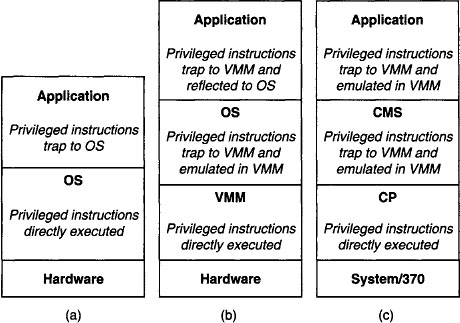 Application
Privileged instructions
trap to OS
OS
Privileged instructions
directly executed
Hardware
(a)
Application
Privileged instructions
trap to VMM and
reflected to OS
OS
Privileged instructions
trap to VMM and
emulated in VMM
VMM
Privileged instructions
directly executed
Hardware
(b)
Application
Privileged instructions
trap to VMM and
emulated in VMM
CMS
Privileged instructions
trap to VMM and
emulated in VMM
CP
Privileged instructions
directly executed
System/370
(c)